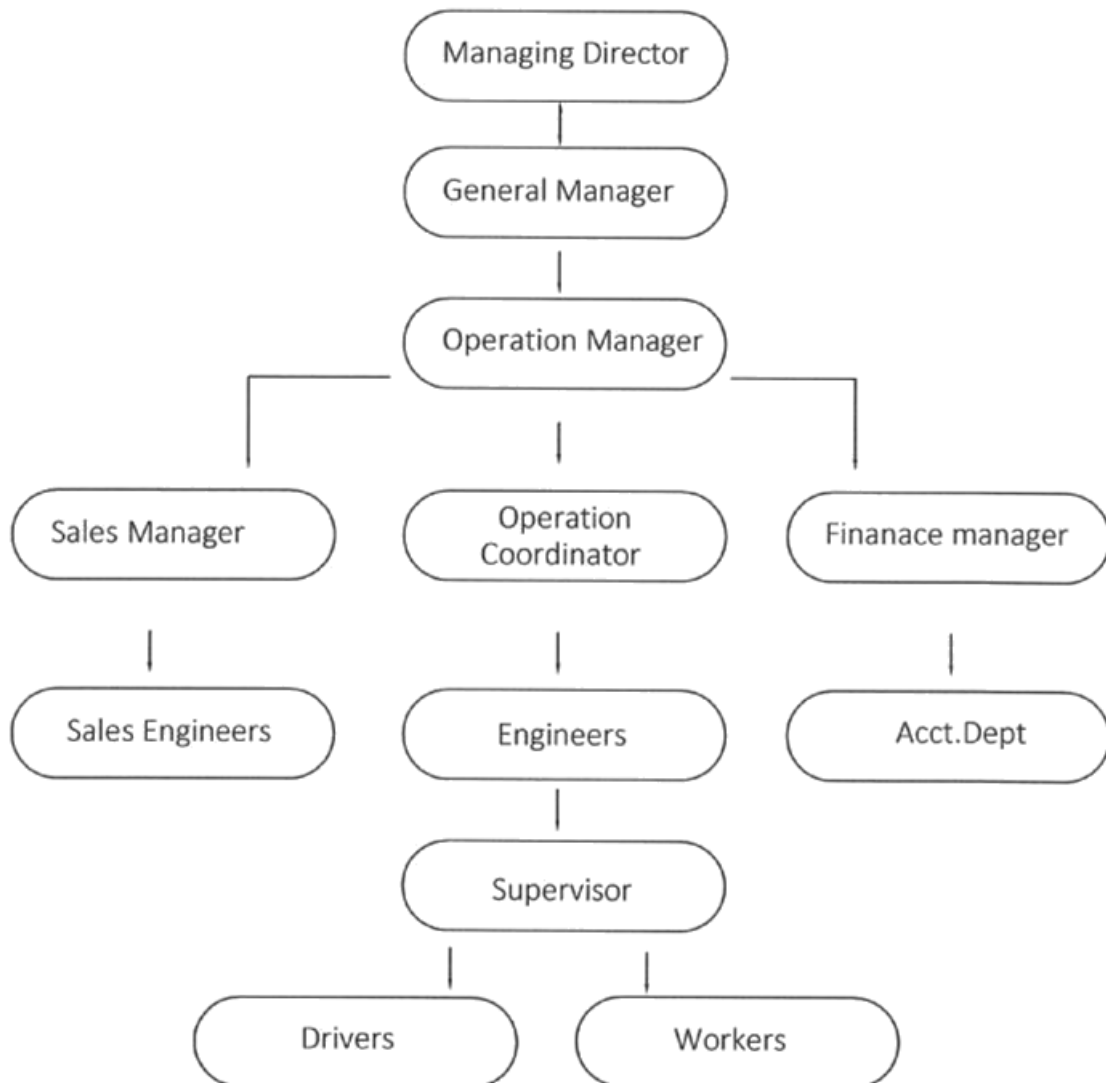 Managing Director
General Manager
Operation Manager
Sales Manager
Operation
Coordinator
Finanace manager
Sales Engineers
Engineers
Acct.Dept
Supervisor
Drivers
Workers